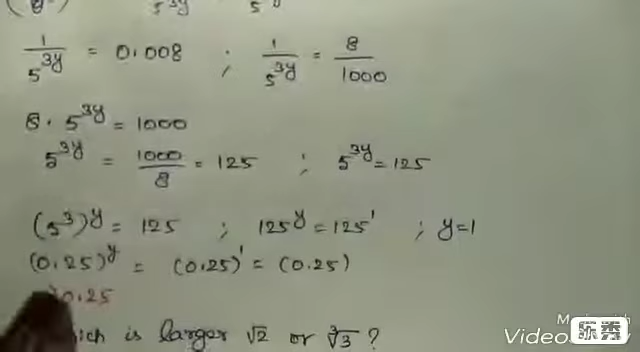 1/5^3y = 0.008 ; 1/5^3y = 8/1000
8 . 5^3y = 1000
5^3y = 1000/8 = 125 ; 5^3y = 125
(5^3)^y = 125 ; 125^y = 125^1 ; y=1
(0.25)^y = (0.25)^1 = (0.25)
0.25
is larger √2 or ∛3 ?
Video
乐秀